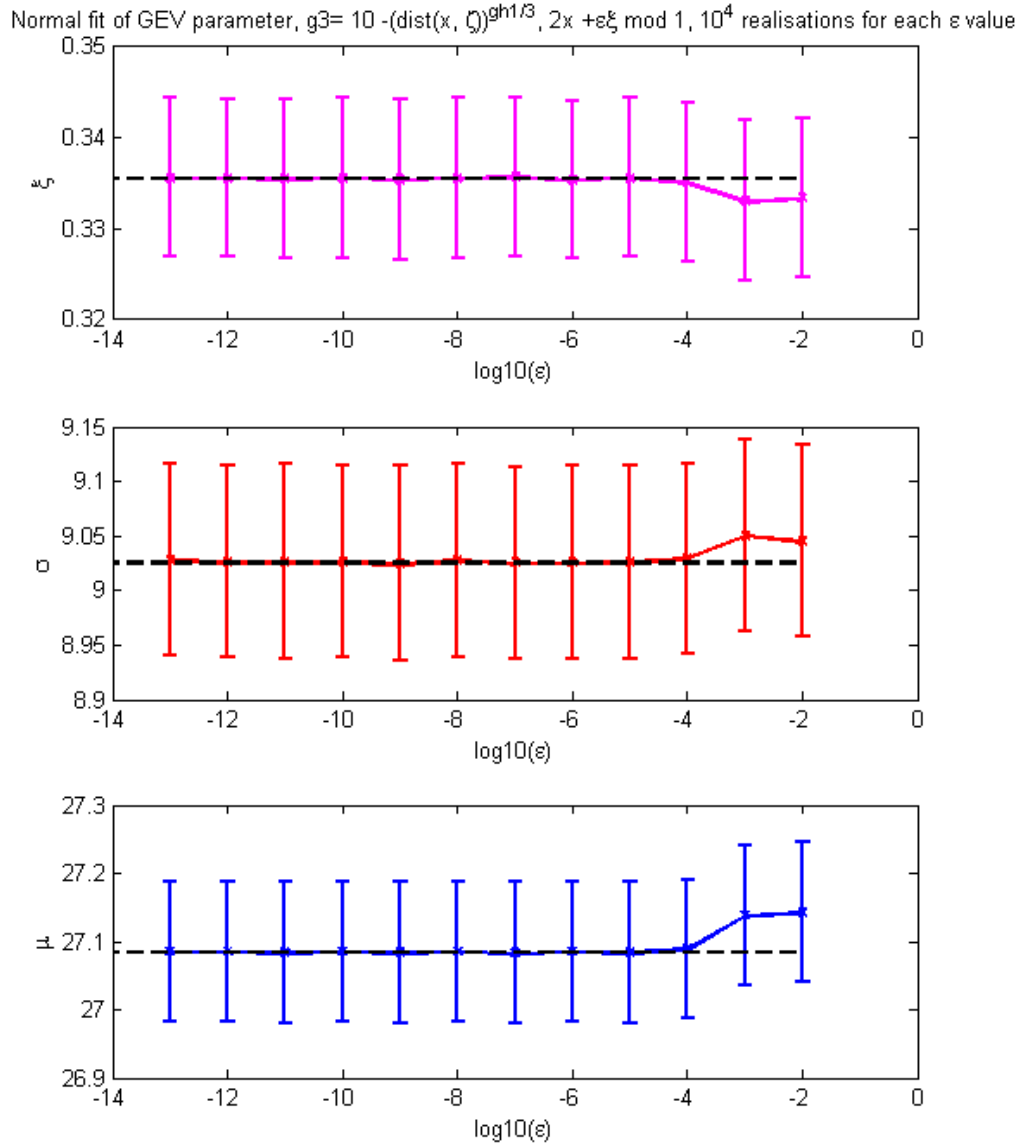 Normal fit of GEV parameter, g3= 10 -(dist(x, ζ))^gh1/3, 2x +εξ mod 1, 10^4 realisations for each ε value
0.35
0.34
0.33
0.32
ξ
-14 -12 -10 -8 -6 -4 -2 0
log10(ε)
9.15
9.1
9.05
9
8.95
8.9
σ
-14 -12 -10 -8 -6 -4 -2 0
log10(ε)
27.3
27.2
27.1
27
26.9
μ
-14 -12 -10 -8 -6 -4 -2 0
log10(ε)